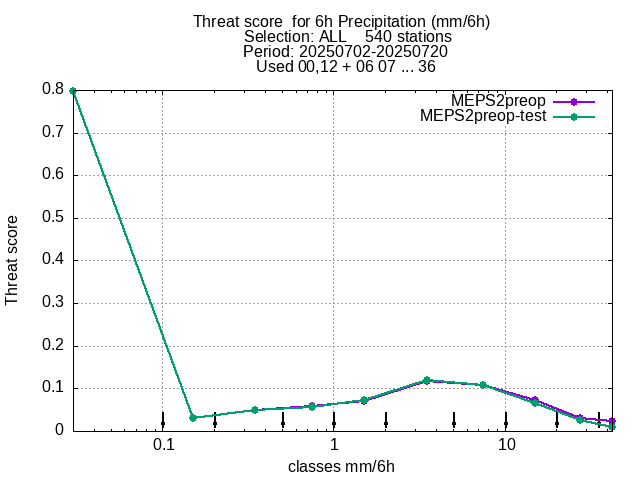 Threat score  for 6h Precipitation (mm/6h)
Selection: ALL    540 stations
Period: 20250702-20250720
Used 00,12 + 06 07 ... 36
MEPS2preop
MEPS2preop-test
0.8
0.7
0.6
0.5
0.4
0.3
0.2
0.1
0
Threat score
0.1 1 10
classes mm/6h